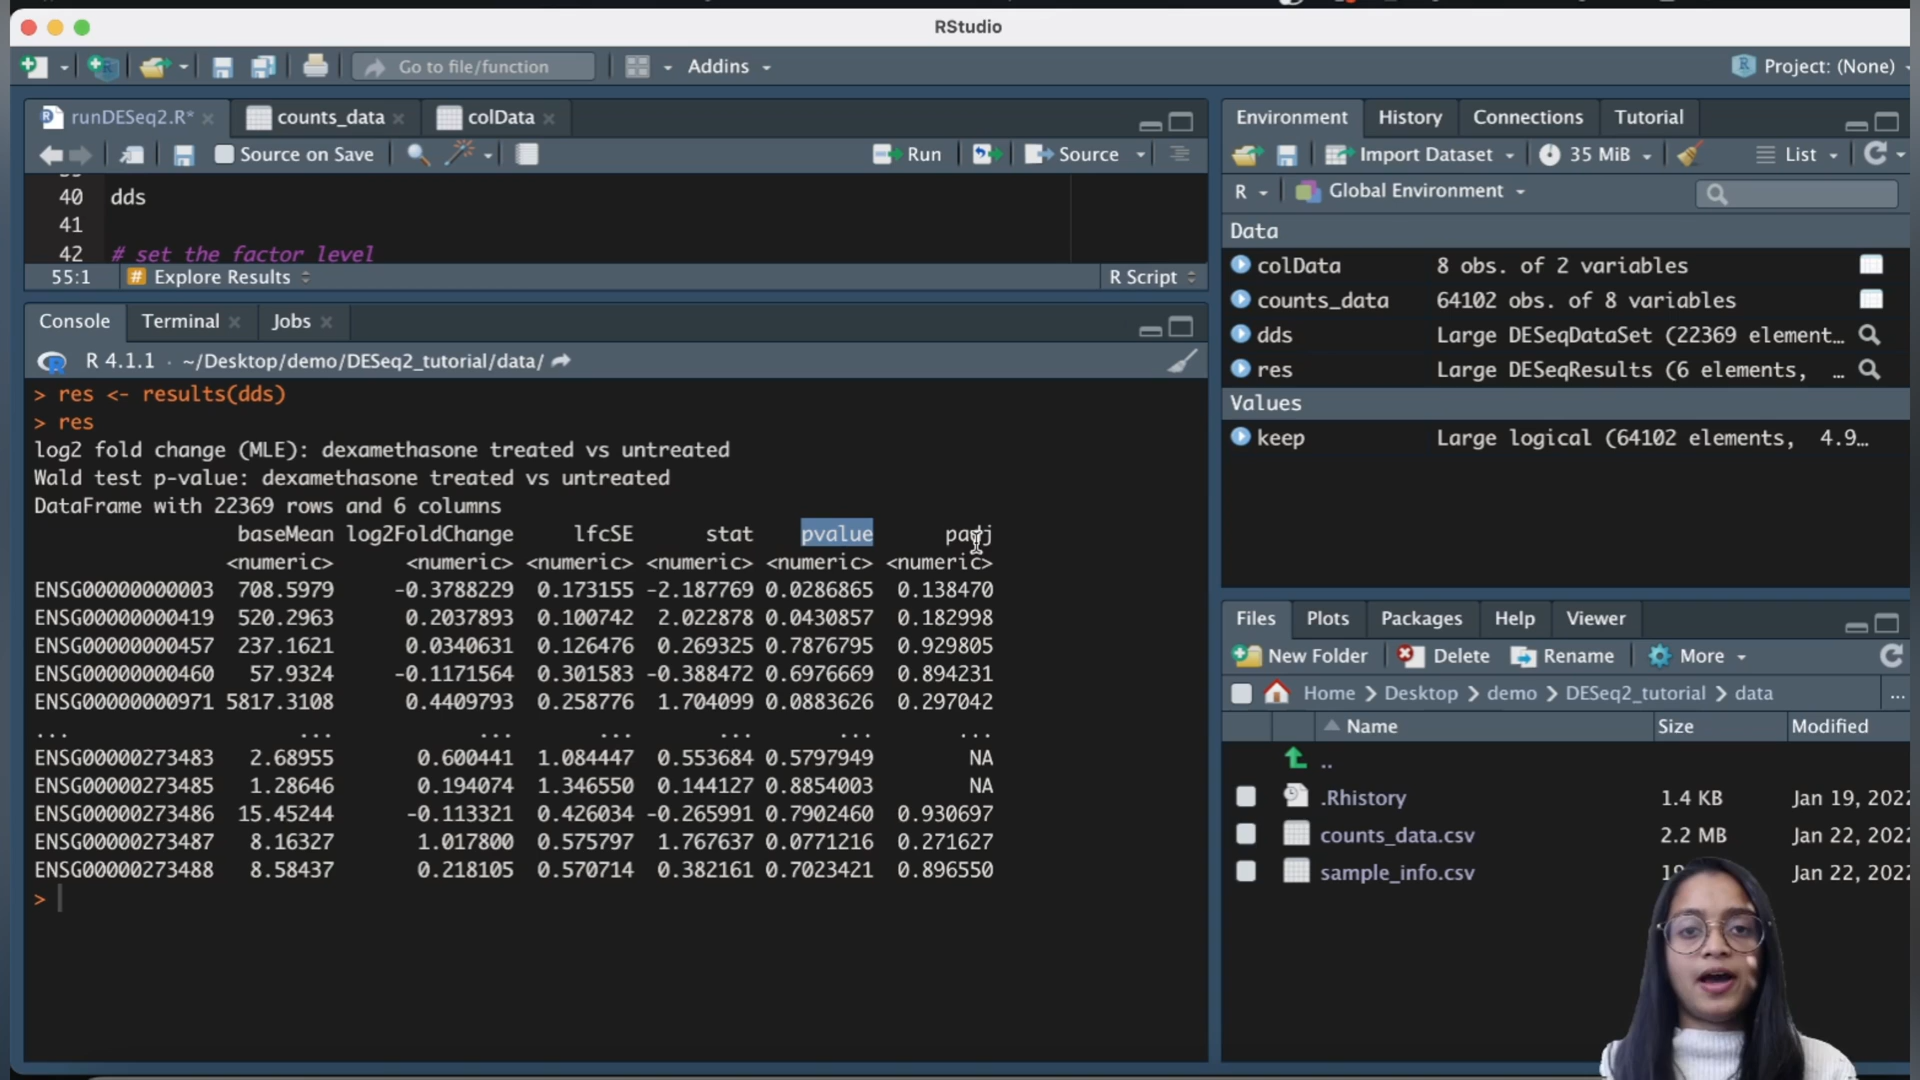 RStudio
Go to file/function
Addins
Project: (None)
runDESeq2.R*
counts_data
colData
Source on Save
Run
Source
40 dds
41
42 # set the factor level
55:1 Explore Results R Script
Console Terminal Jobs
R 4.1.1 · ~/Desktop/demo/DESeq2_tutorial/data/
> res <- results(dds)
> res
log2 fold change (MLE): dexamethasone treated vs untreated
Wald test p-value: dexamethasone treated vs untreated
DataFrame with 22369 rows and 6 columns
baseMean log2FoldChange lfcSE stat pvalue padj
<numeric> <numeric> <numeric> <numeric> <numeric> <numeric>
ENSG00000000003 708.5979 -0.3788229 0.173155 -2.187769 0.0286865 0.138470
ENSG00000000419 520.2963 0.2037893 0.100742 2.022878 0.0430857 0.182998
ENSG00000000457 237.1621 0.0340631 0.126476 0.269325 0.7876795 0.929805
ENSG00000000460 57.9324 -0.1171564 0.301583 -0.388472 0.6976669 0.894231
ENSG00000000971 5817.3108 0.4409793 0.258776 1.704099 0.0883626 0.297042
... ... ... ... ... ... ...
ENSG00000273483 2.68955 0.600441 1.084447 0.553684 0.5797949 NA
ENSG00000273485 1.28646 0.194074 1.346550 0.144127 0.8854003 NA
ENSG00000273486 15.45244 -0.113321 0.426034 -0.265991 0.7902460 0.930697
ENSG00000273487 8.16327 1.017800 0.575797 1.767637 0.0771216 0.271627
ENSG00000273488 8.58437 0.218105 0.570714 0.382161 0.7023421 0.896550
>
Environment History Connections Tutorial
Import Dataset 35 MiB List
R Global Environment
Data
colData 8 obs. of 2 variables
counts_data 64102 obs. of 8 variables
dds Large DESeqDataSet (22369 element…
res Large DESeqResults (6 elements, …
Values
keep Large logical (64102 elements, 4.9…
Files Plots Packages Help Viewer
New Folder Delete Rename More
Home > Desktop > demo > DESeq2_tutorial > data ...
Name Size Modified
..
.Rhistory 1.4 KB Jan 19, 2022
counts_data.csv 2.2 MB Jan 22, 2022
sample_info.csv Jan 22, 2022